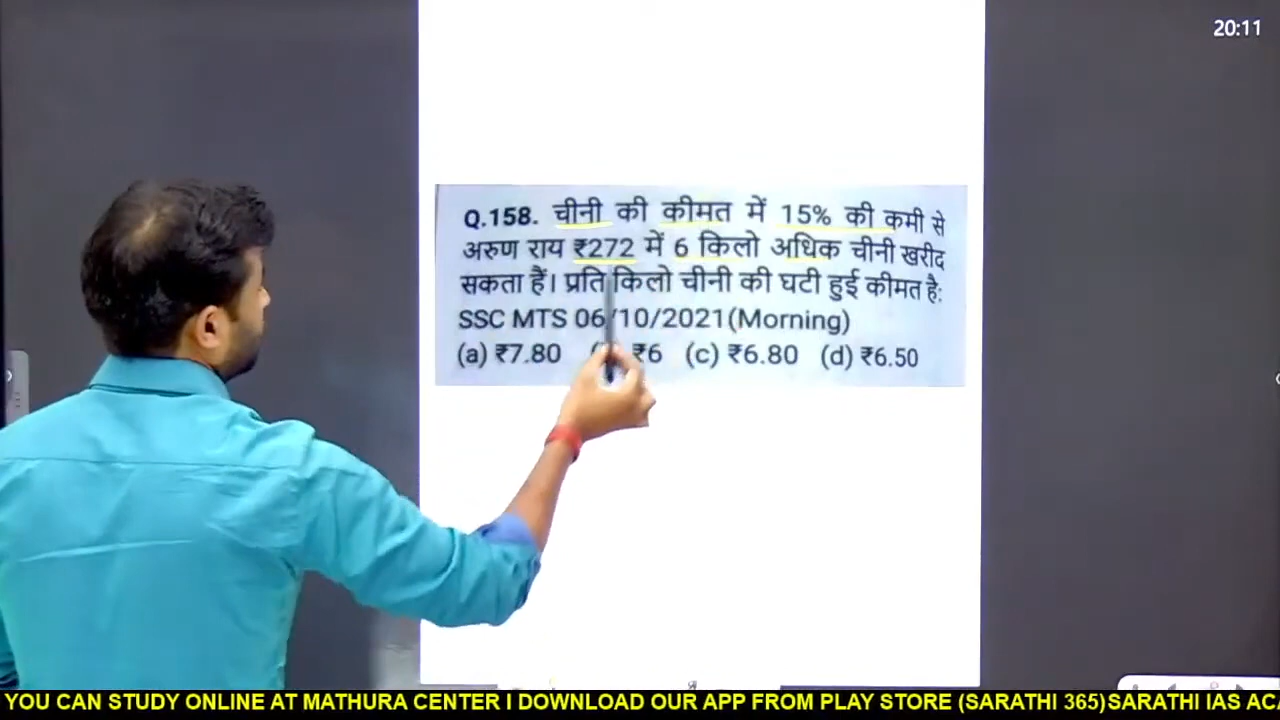 20:11
Q.158. चीनी की कीमत में 15% की कमी से
अरुण राय ₹272 में 6 किलो अधिक चीनी खरीद
सकता हैं। प्रति किलो चीनी की घटी हुई कीमत है:
SSC MTS 06/10/2021(Morning)
(a) ₹7.80 ₹6 (c) ₹6.80 (d) ₹6.50
YOU CAN STUDY ONLINE AT MATHURA CENTER I DOWNLOAD OUR APP FROM PLAY STORE (SARATHI 365)SARATHI IAS